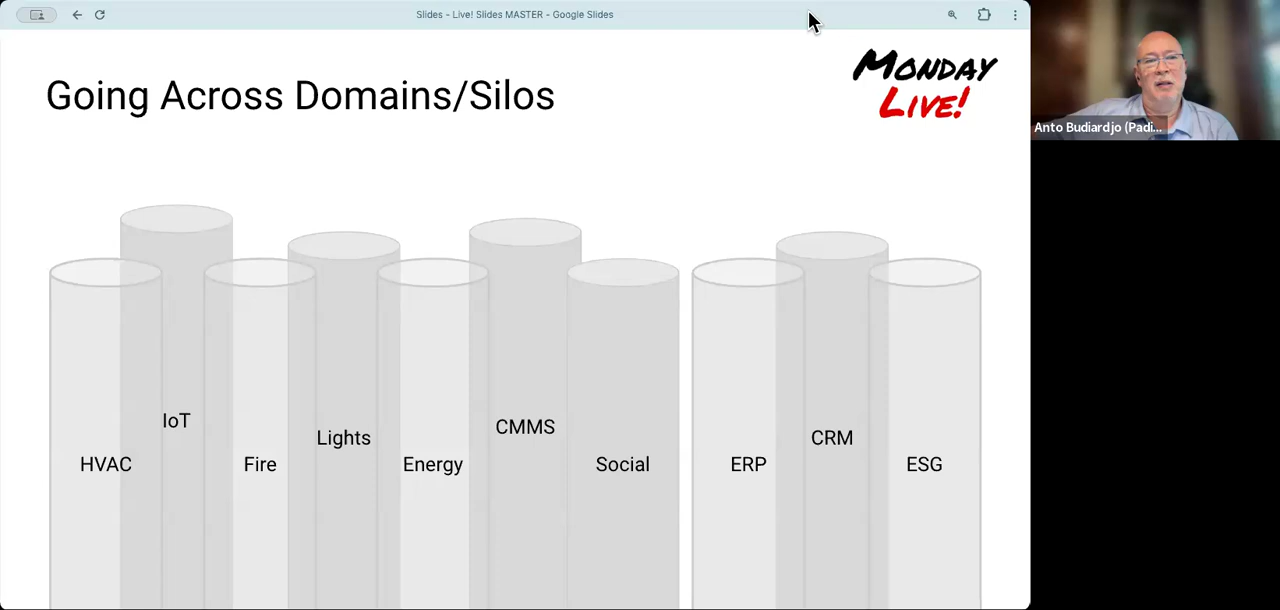 Slides - Live! Slides MASTER - Google Slides
Going Across Domains/Silos
MONDAY
LIVE!
Anto Budiardjo (Padi...
IoT
CMMS
Lights
CRM
HVAC
Fire
Energy
Social
ERP
ESG